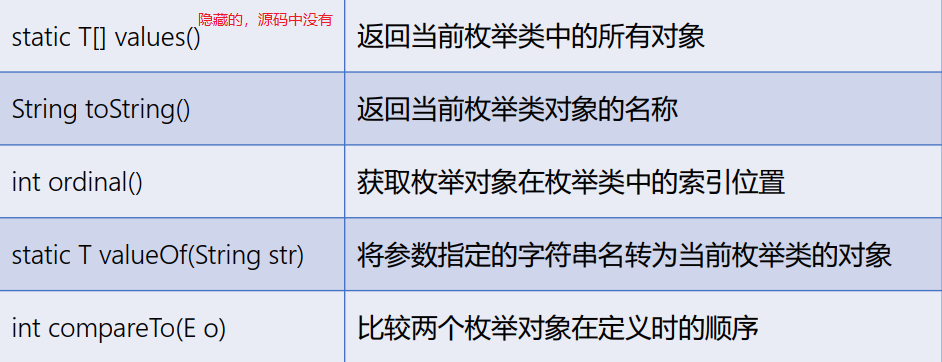 隐藏的，源码中没有
static T[] values()
返回当前枚举类中的所有对象
String toString()
返回当前枚举类对象的名称
int ordinal()
获取枚举对象在枚举类中的索引位置
static T valueOf(String str)
将参数指定的字符串名转为当前枚举类的对象
int compareTo(E o)
比较两个枚举对象在定义时的顺序